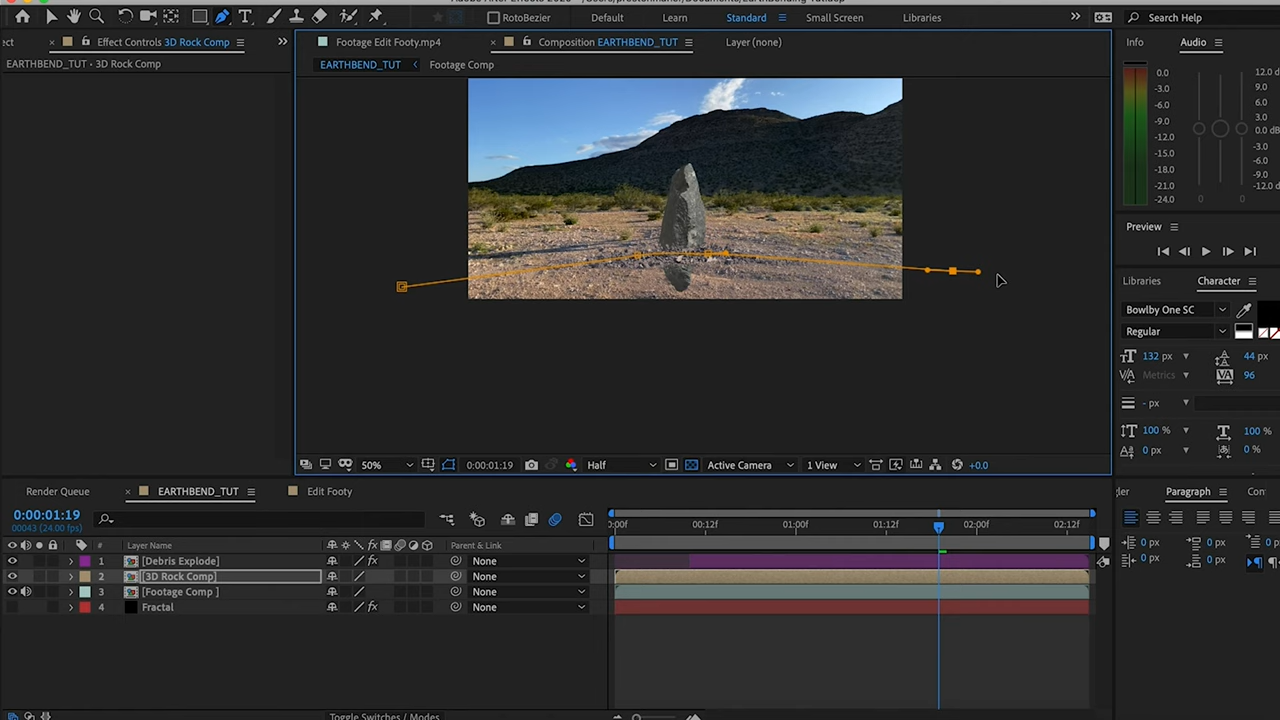 RotoBezier Default Learn Standard Small Screen Libraries Search Help
Effect Controls 3D Rock Comp Footage Edit Footy.mp4 Composition EARTHBEND_TUT Layer (none) Info Audio
EARTHBEND_TUT • 3D Rock Comp EARTHBEND_TUT Footage Comp
0.0
-3.0
-6.0
-9.0
-12.0
-15.0
-18.0
-21.0
-24.0
0 0
12.0 d
9.0
6.0
3.0
0.0 dB
-3.0
-6.0
-9.0
-12.0 d
Preview
Libraries Character
Bowlby One SC
Regular
132 px 44 px
Metrics 96
- px
100 % 100 %
0 px 0 %
50% 0:00:01:19 Half Active Camera 1 View +0.0
Render Queue EARTHBEND_TUT Edit Footy Paragraph
0:00:01:19
00043 (24.00 fps)
:00f 00:12f 01:00f 01:12f 02:00f 02:12f
# Layer Name fx Parent & Link
1 [Debris Explode] None
2 [3D Rock Comp] None
3 [Footage Comp ] None
4 Fractal fx None
0 px 0 p
0 px 0 px
0 px
Toggle Switches / Modes